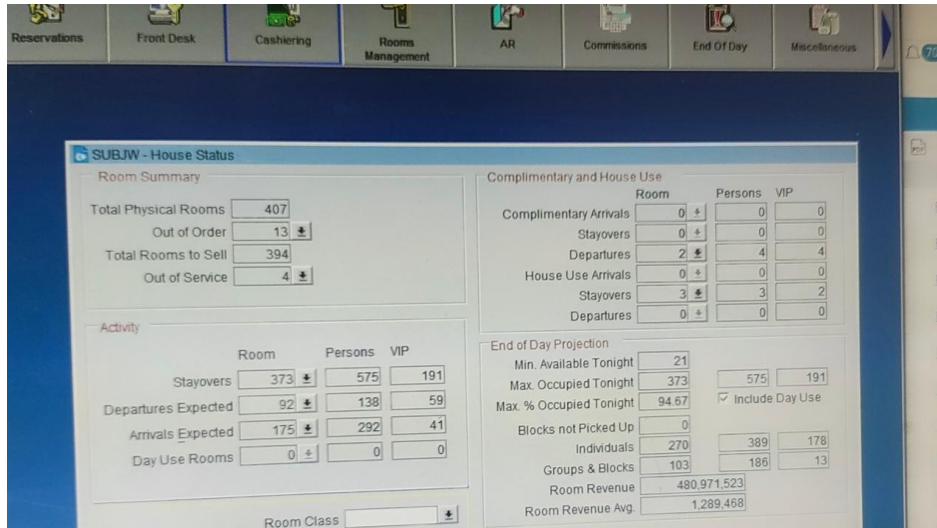 Reservations
Front Desk
Cashiering
Rooms
Management
AR
Commissions
End Of Day
Miscellaneous
70
PDF
SUBJW - House Status
Room Summary
Total Physical Rooms 407
Out of Order 13
Total Rooms to Sell 394
Out of Service 4
Activity
Room Persons VIP
Stayovers 373 575 191
Departures Expected 92 138 59
Arrivals Expected 175 292 41
Day Use Rooms 0 0 0
Room Class
Complimentary and House Use
Room Persons VIP
Complimentary Arrivals 0 0 0
Stayovers 0 0 0
Departures 2 4 4
House Use Arrivals 0 0 0
Stayovers 3 3 2
Departures 0 0 0
End of Day Projection
Min. Available Tonight 21
Max. Occupied Tonight 373 575 191
Max. % Occupied Tonight 94.67 Include Day Use
Blocks not Picked Up 0
Individuals 270 389 178
Groups & Blocks 103 186 13
Room Revenue 480,971,523
Room Revenue Avg. 1,289,468